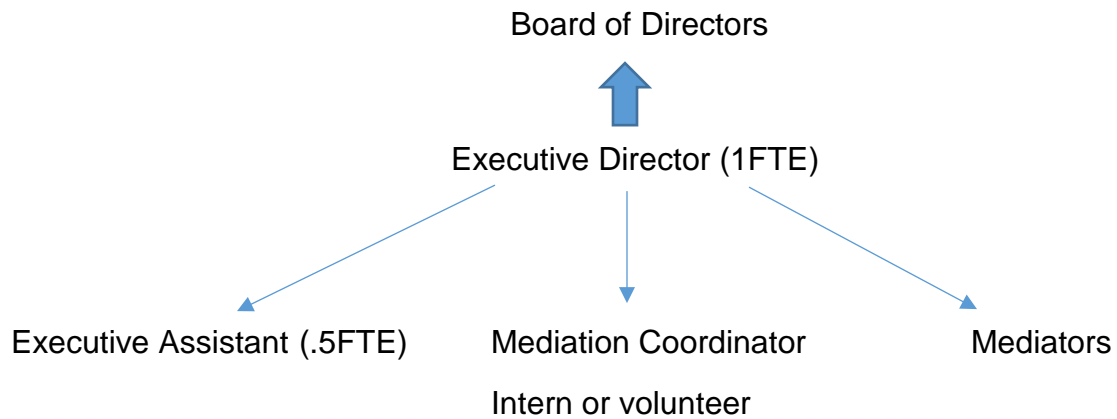 Board of Directors
Executive Director (1FTE)
Executive Assistant (.5FTE) Mediation Coordinator Mediators
Intern or volunteer